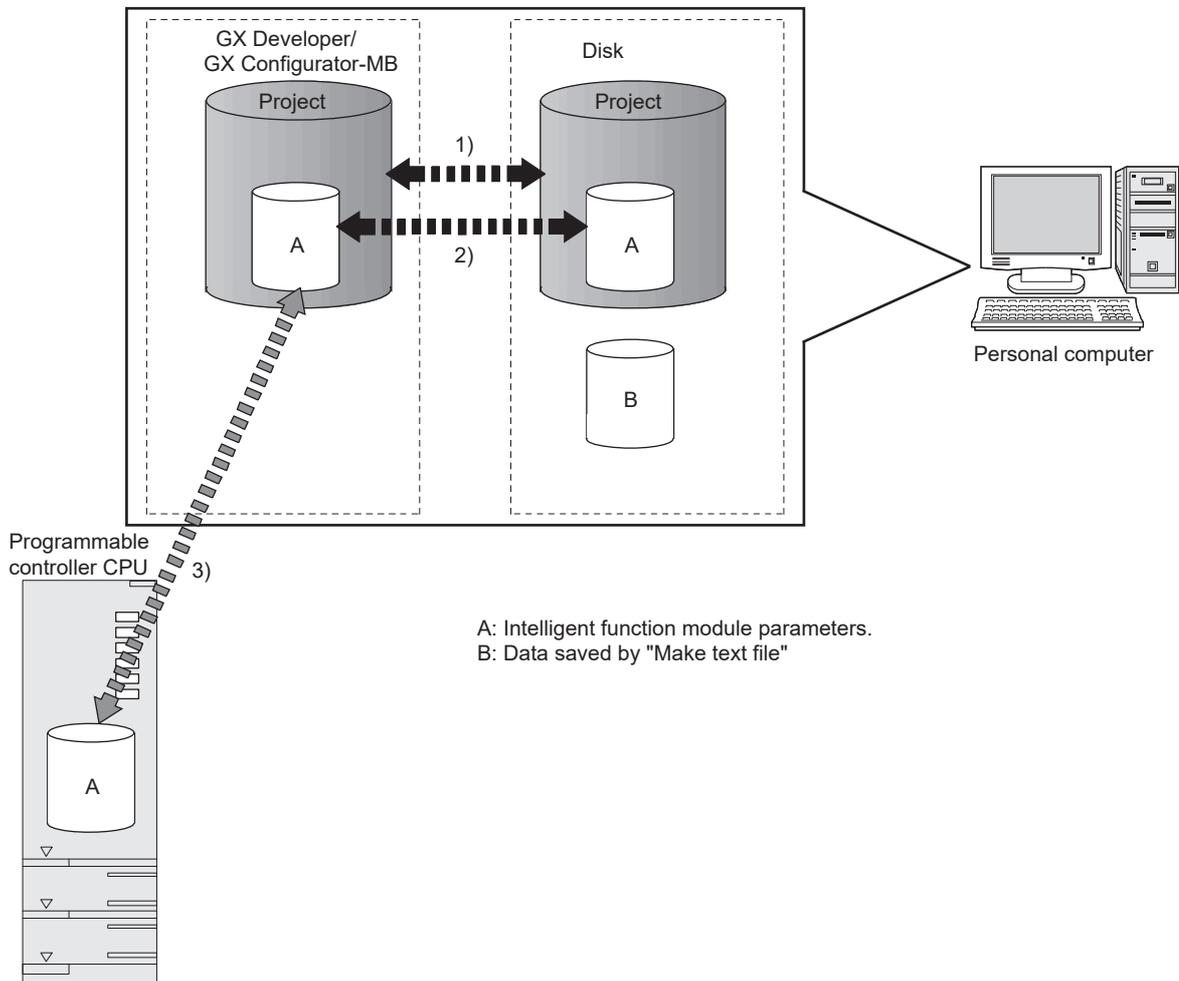 GX Developer/
GX Configurator-MB
Disk
Project
Project
1)
A
A
2)
B
Personal computer
Programmable
controller CPU
3)
A: Intelligent function module parameters.
B: Data saved by "Make text file"
A